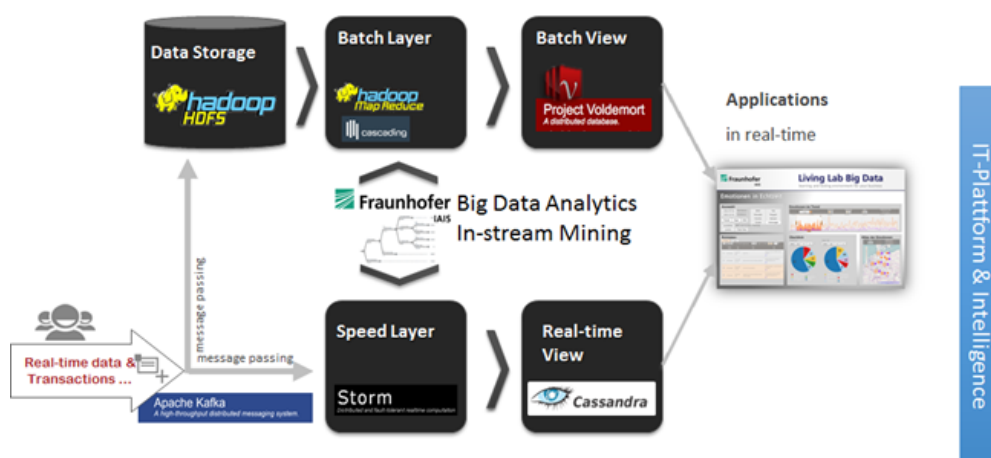 Data Storage
hadoop
HDFS
Batch Layer
hadoop
Map Reduce
cascading
Batch View
V
Project Voldemort
A distributed database.
Applications
in real-time
Fraunhofer
IAIS
Living Lab Big Data
IT-Plattform & Intelligence
Fraunhofer
IAIS
Big Data Analytics
In-stream Mining
message passing
message passing
Real-time data &
Transactions ...
Apache Kafka
A high-throughput distributed messaging system.
Speed Layer
Storm
Distributed and fault-tolerant realtime computation
Real-time
View
Cassandra